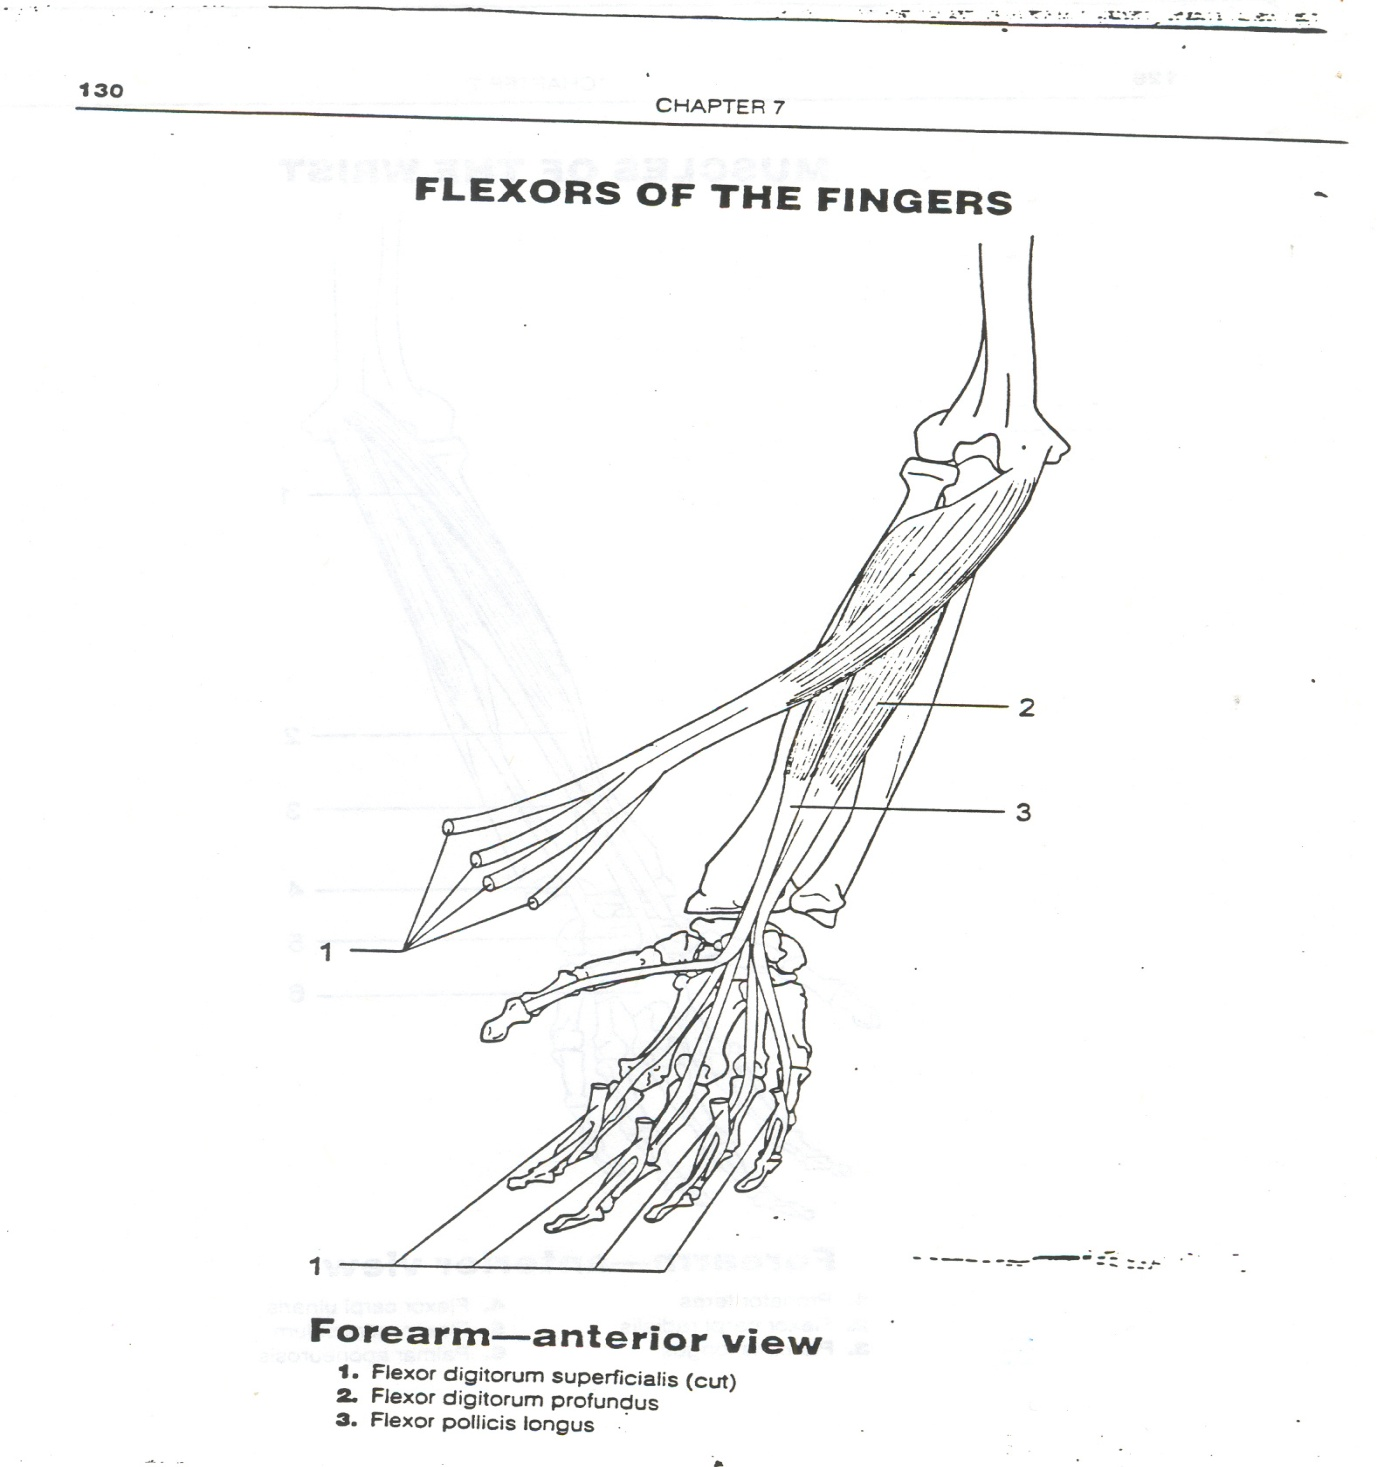 130
CHAPTER 7
FLEXORS OF THE FINGERS
2
3
1
1
Forearm—anterior view
1. Flexor digitorum superficialis (cut)
2. Flexor digitorum profundus
3. Flexor pollicis longus